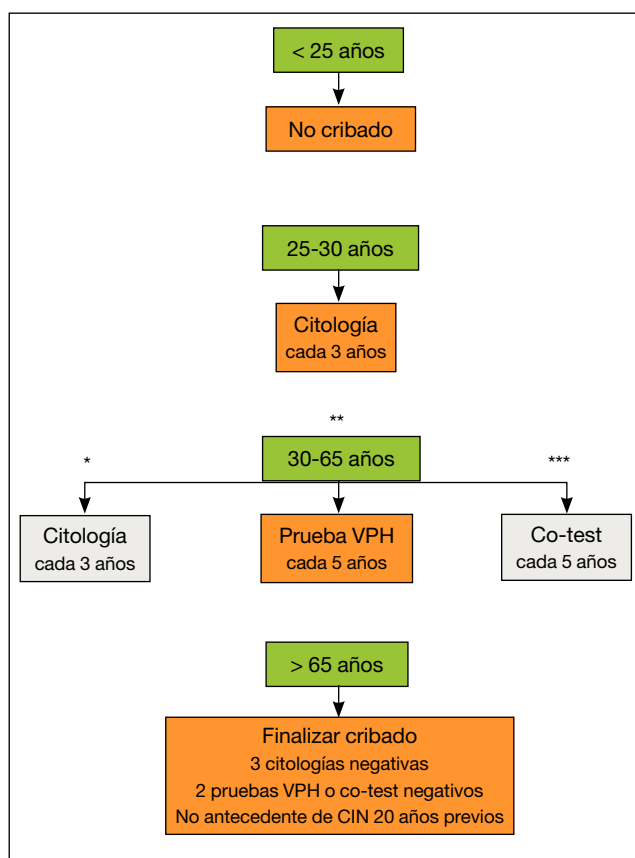 < 25 años
No cribado
25-30 años
Citología
cada 3 años
*
**
***
30-65 años
Citología
cada 3 años
Prueba VPH
cada 5 años
Co-test
cada 5 años
> 65 años
Finalizar cribado
3 citologías negativas
2 pruebas VPH o co-test negativos
No antecedente de CIN 20 años previos